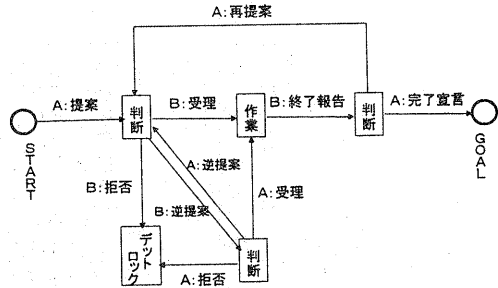 A:再提案
A:提案
判断
B:受理
作業
B:終了報告
判断
A:完了宣言
START
GOAL
A:逆提案
B:逆提案
A:受理
B:拒否
デット
ロック
A:拒否
判断